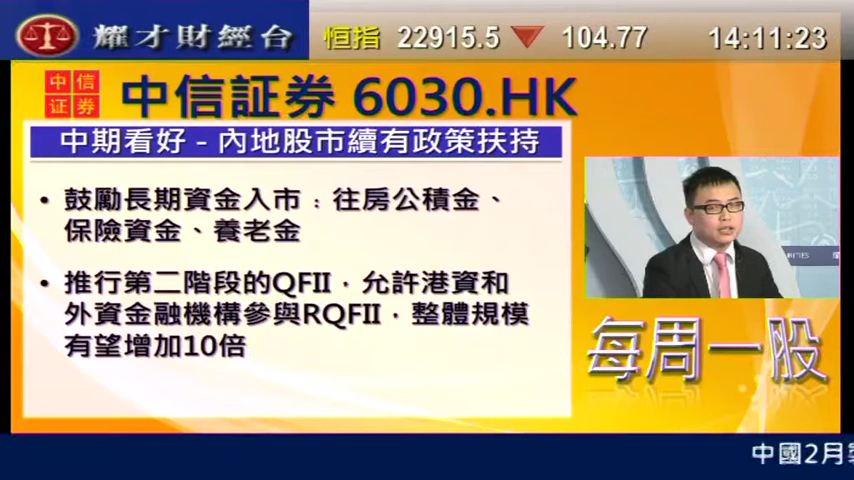 耀才財經台
恒指 22915.5 ▼ 104.77 14:11:23
中信
证券
中信証券 6030.HK
中期看好 - 內地股市續有政策扶持
• 鼓勵長期資金入市﹕往房公積金、
保險資金、養老金
• 推行第二階段的QFII﹐允許港資和
外資金融機構參與RQFII﹐整體規模
有望增加10倍
每周一股
中國2月